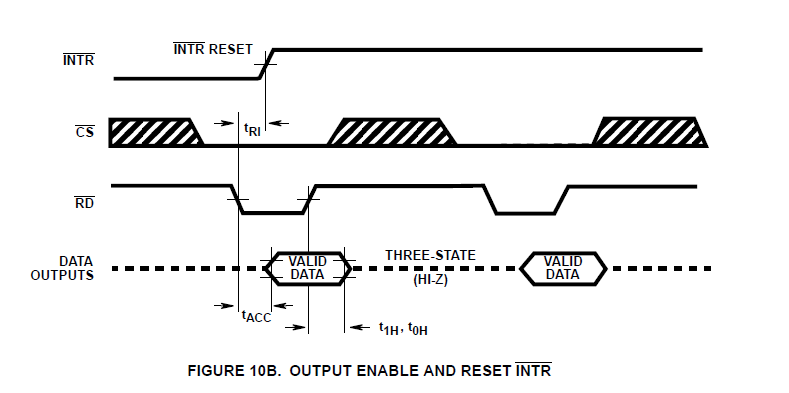 INTR RESET
INTR
CS
tRI
RD
DATA
OUTPUTS
VALID
DATA
THREE-STATE
(HI-Z)
VALID
DATA
tACC
t1H, t0H
FIGURE 10B. OUTPUT ENABLE AND RESET INTR